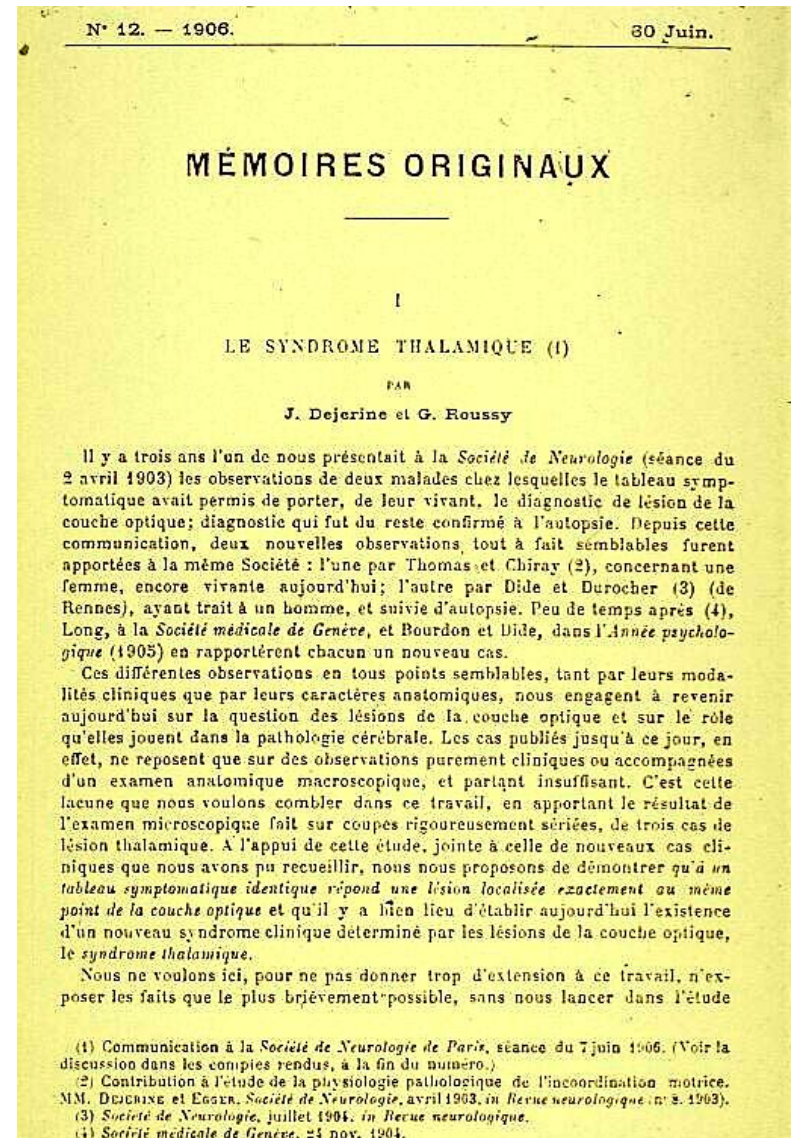 N° 12. — 1906.
30 Juin.
MÉMOIRES ORIGINAUX
I
LE SYNDROME THALAMIQUE (1)
PAR
J. Dejerine et G. Roussy
Il y a trois ans l'un de nous présentait à la Société de Neurologie (séance du
2 avril 1903) les observations de deux malades chez lesquelles le tableau symp-
tomatique avait permis de porter, de leur vivant, le diagnostic de lésion de la
couche optique; diagnostic qui fut du reste confirmé à l'autopsie. Depuis cette
communication, deux nouvelles observations tout à fait semblables furent
apportées à la même Société : l'une par Thomas et Chiray (2), concernant une
femme, encore vivante aujourd'hui; l'autre par Dide et Durocher (3) (de
Rennes), ayant trait à un homme, et suivie d'autopsie. Peu de temps après (4),
Long, à la Société médicale de Genève, et Bourdon et Dide, dans l'Année psycholo-
gique (1905) en rapportèrent chacun un nouveau cas.
Ces différentes observations en tous points semblables, tant par leurs moda-
lités cliniques que par leurs caractères anatomiques, nous engagent à revenir
aujourd'hui sur la question des lésions de la couche optique et sur le rôle
qu'elles jouent dans la pathologie cérébrale. Les cas publiés jusqu'à ce jour, en
effet, ne reposent que sur des observations purement cliniques ou accompagnées
d'un examen anatomique macroscopique, et partant insuffisant. C'est cette
lacune que nous voulons combler dans ce travail, en apportant le résultat de
l'examen microscopique fait sur coupes rigoureusement sériées, de trois cas de
lésion thalamique. A l'appui de cette étude, jointe à celle de nouveaux cas cli-
niques que nous avons pu recueillir, nous nous proposons de démontrer qu'à un
tableau symptomatique identique répond une lésion localisée exactement au même
point de la couche optique et qu'il y a bien lieu d'établir aujourd'hui l'existence
d'un nouveau syndrome clinique déterminé par les lésions de la couche optique,
le syndrome thalamique.
Nous ne voulons ici, pour ne pas donner trop d'extension à ce travail, n'ex-
poser les faits que le plus brièvement possible, sans nous lancer dans l'étude
(1) Communication à la Société de Neurologie de Paris, séance du 7 juin 1906. (Voir la
discussion dans les comptes rendus, à la fin du numéro.)
(2) Contribution à l'étude de la physiologie pathologique de l'incoordination motrice.
MM. DEJERINE et EGGER. Société de Neurologie, avril 1903, in Revue neurologique (n° 8. 1903).
(3) Société de Neurologie, juillet 1904. in Revue neurologique.
(4) Société médicale de Genève, 24 nov. 1904.